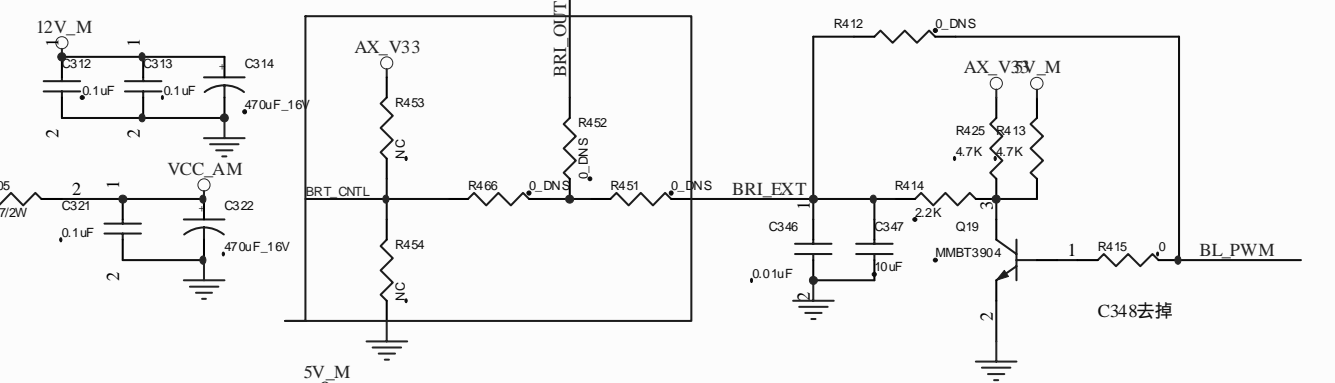 12V_M
1
1
C312
0.1uF
2
C313
0.1uF
2
C314
470uF_16V
+
VCC_AM
05
7/2W
2
1
C321
0.1uF
2
+
C322
470uF_16V
AX_V33
R453
NC
BRT_CNTL
R454
NC
5V_M
BRI_OUT
R452
0_DNS
R466
0_DNS
R451
0_DNS
BRI_EXT
R412
0_DNS
AX_V33
5V_M
R425
4.7K
R413
4.7K
1
C346
0.01uF
2
C347
10uF
R414
2.2K
3
Q19
MMBT3904
1
2
R415
0
BL_PWM
C348去掉